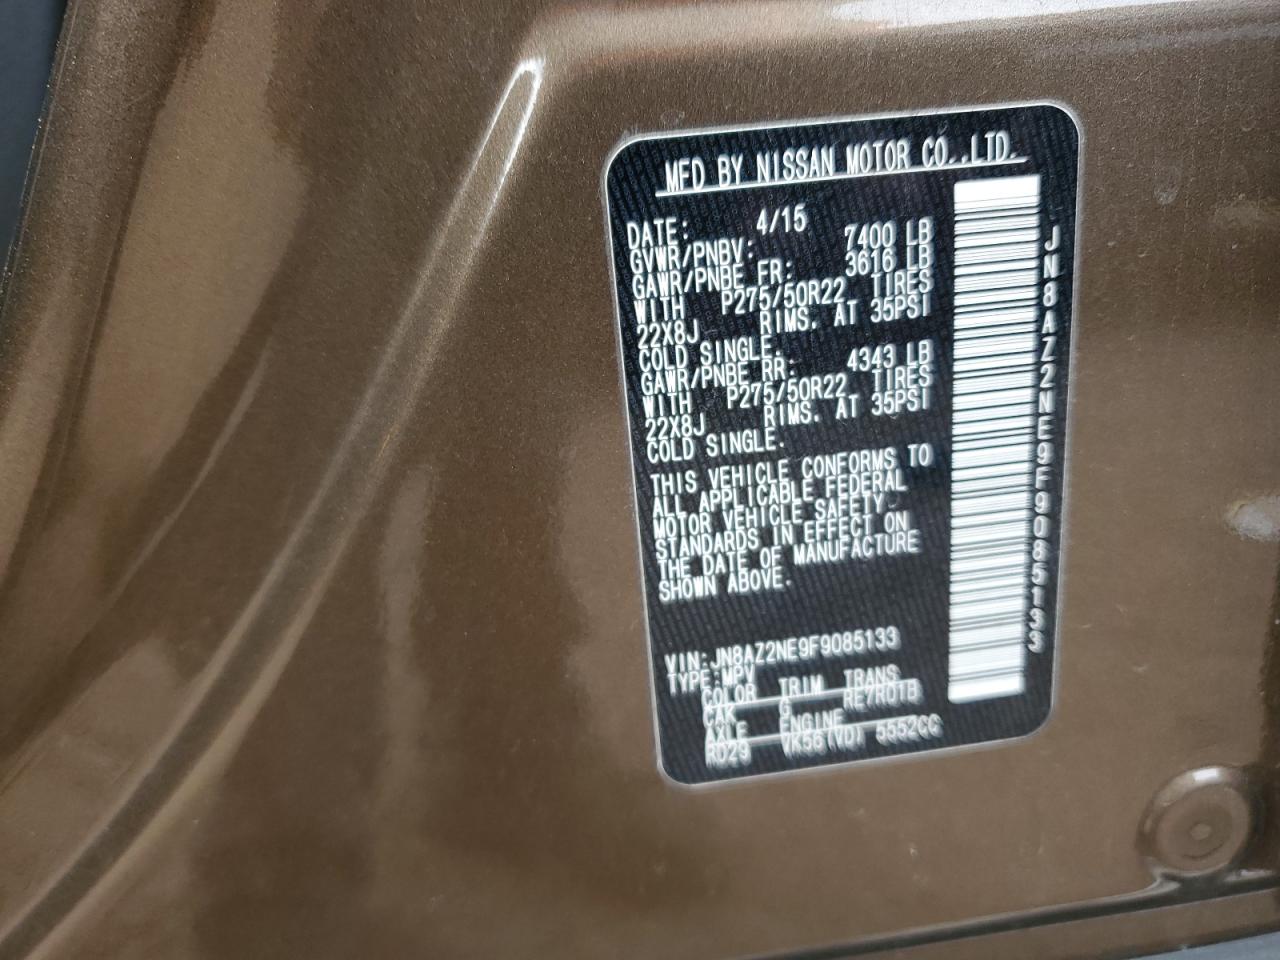 MFD BY NISSAN MOTOR CO.,LTD.
DATE: 4/15
GVWR/PNBV: 7400 LB
GAWR/PNBE FR: 3616 LB
WITH P275/50R22 TIRES
22X8J RIMS. AT 35PSI
COLD SINGLE.
GAWR/PNBE RR: 4343 LB
WITH P275/50R22 TIRES
22X8J RIMS. AT 35PSI
COLD SINGLE.
THIS VEHICLE CONFORMS TO
ALL APPLICABLE FEDERAL
MOTOR VEHICLE SAFETY
STANDARDS IN EFFECT ON
THE DATE OF MANUFACTURE
SHOWN ABOVE.
VIN:JN8AZ2NE9F9085133
TYPE:MPV
COLOR TRIM TRANS
CAK G RE7R01B
AXLE ENGINE
RD29 VK56(VD) 5552CC
JN8AZ2NE9F9085133